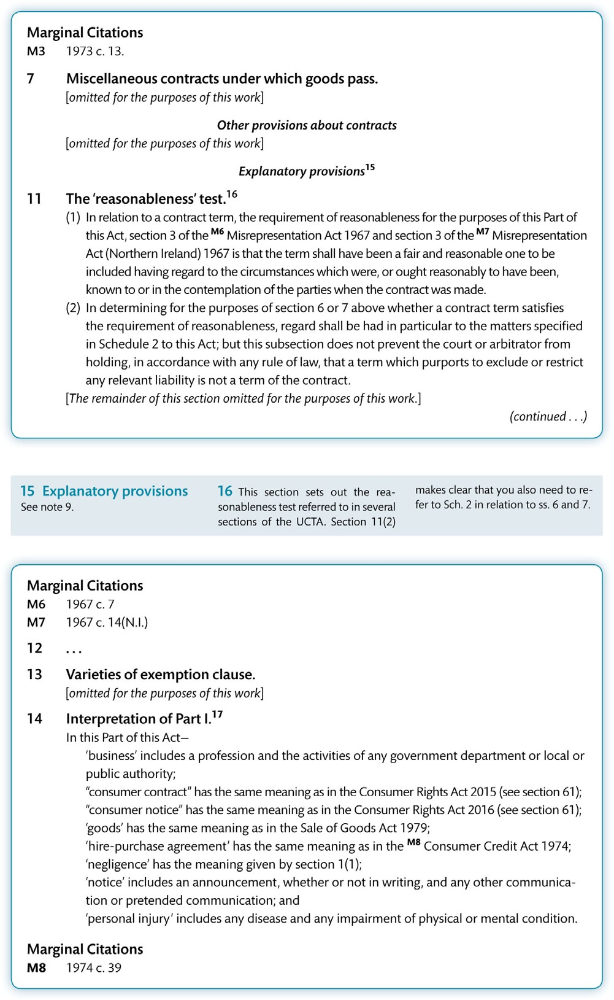 Marginal Citations
M3 1973 c. 13.
7 Miscellaneous contracts under which goods pass.
[omitted for the purposes of this work]
Other provisions about contracts
[omitted for the purposes of this work]
Explanatory provisions15
11 The ‘reasonableness’ test.16
(1) In relation to a contract term, the requirement of reasonableness for the purposes of this Part of
this Act, section 3 of the M6 Misrepresentation Act 1967 and section 3 of the M7 Misrepresentation
Act (Northern Ireland) 1967 is that the term shall have been a fair and reasonable one to be
included having regard to the circumstances which were, or ought reasonably to have been,
known to or in the contemplation of the parties when the contract was made.
(2) In determining for the purposes of section 6 or 7 above whether a contract term satisfies
the requirement of reasonableness, regard shall be had in particular to the matters specified
in Schedule 2 to this Act; but this subsection does not prevent the court or arbitrator from
holding, in accordance with any rule of law, that a term which purports to exclude or restrict
any relevant liability is not a term of the contract.
[The remainder of this section omitted for the purposes of this work.]
(continued . . .)
15 Explanatory provisions
See note 9.
16 This section sets out the rea-
sonableness test referred to in several
sections of the UCTA. Section 11(2)
makes clear that you also need to re-
fer to Sch. 2 in relation to ss. 6 and 7.
Marginal Citations
M6 1967 c. 7
M7 1967 c. 14(N.I.)
12 . . .
13 Varieties of exemption clause.
[omitted for the purposes of this work]
14 Interpretation of Part I.17
In this Part of this Act—
‘business’ includes a profession and the activities of any government department or local or
public authority;
“consumer contract” has the same meaning as in the Consumer Rights Act 2015 (see section 61);
“consumer notice” has the same meaning as in the Consumer Rights Act 2016 (see section 61);
‘goods’ has the same meaning as in the Sale of Goods Act 1979;
‘hire-purchase agreement’ has the same meaning as in the M8 Consumer Credit Act 1974;
‘negligence’ has the meaning given by section 1(1);
‘notice’ includes an announcement, whether or not in writing, and any other communica-
tion or pretended communication; and
‘personal injury’ includes any disease and any impairment of physical or mental condition.
Marginal Citations
M8 1974 c. 39